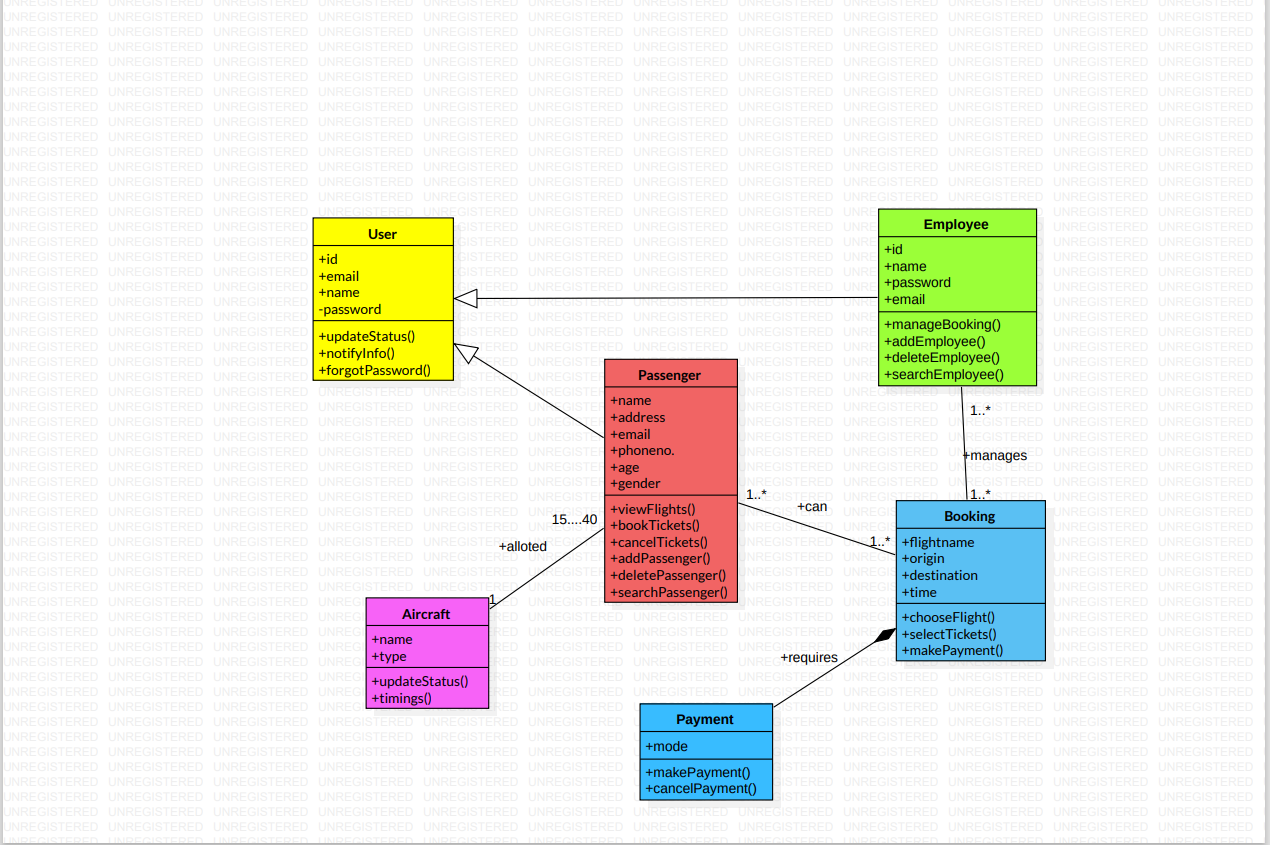 UNREGISTERED
User
+id
+email
+name
-password
+updateStatus()
+notifyInfo()
+forgotPassword()
Employee
+id
+name
+password
+email
+manageBooking()
+addEmployee()
+deleteEmployee()
+searchEmployee()
Passenger
+name
+address
+email
+phoneno.
+age
+gender
+viewFlights()
+bookTickets()
+cancelTickets()
+addPassenger()
+deletePassenger()
+searchPassenger()
1..*
+manages
1..*
1..*
+can
1..*
15....40
+alloted
1
Booking
+flightname
+origin
+destination
+time
+chooseFlight()
+selectTickets()
+makePayment()
Aircraft
+name
+type
+updateStatus()
+timings()
+requires
Payment
+mode
+makePayment()
+cancelPayment()